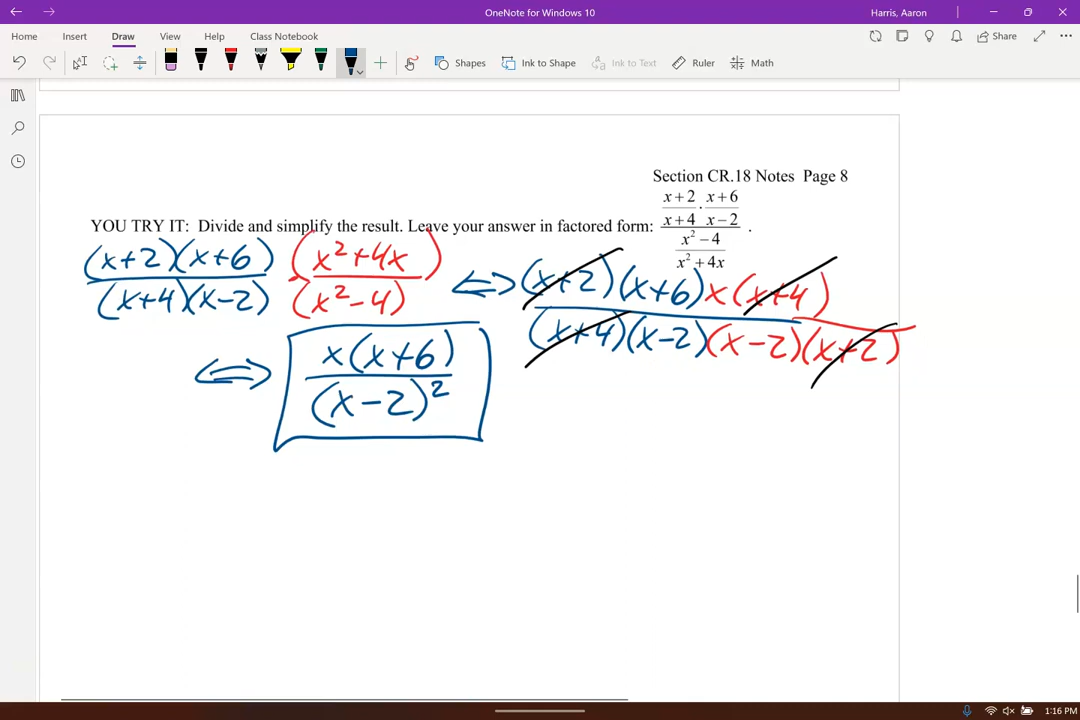 OneNote for Windows 10
Harris, Aaron
Home Insert Draw View Help Class Notebook
Share
Shapes Ink to Shape Ink to Text Ruler Math
Section CR.18 Notes Page 8
YOU TRY IT: Divide and simplify the result. Leave your answer in factored form: ((x+2)/(x+4) · (x+6)/(x−2)) / ((x²−4)/(x²+4x)) .
(x+2)(x+6) (x²+4x) ⟺ (x+2)(x+6)x(x+4)
(x+4)(x−2) (x²−4) (x+4)(x−2)(x−2)(x+2)
⟺ x(x+6)
(x−2)²
1:16 PM